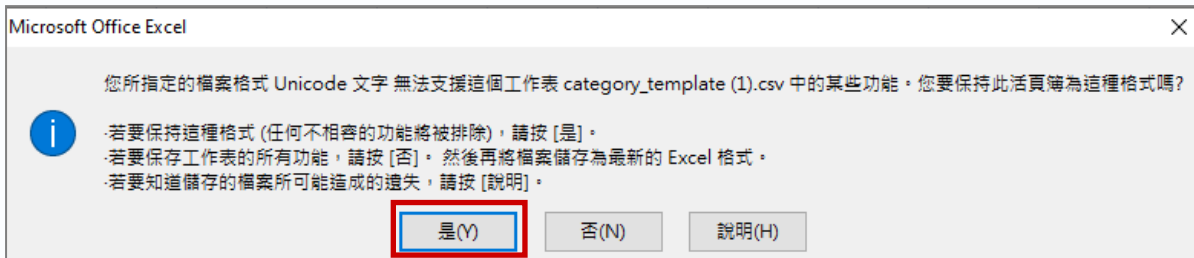 Microsoft Office Excel
您所指定的檔案格式 Unicode 文字 無法支援這個工作表 category_template (1).csv 中的某些功能。您要保持此活頁簿為這種格式嗎?
·若要保持這種格式 (任何不相容的功能將被排除)，請按 [是]。
·若要保存工作表的所有功能，請按 [否]。 然後再將檔案儲存為最新的 Excel 格式。
·若要知道儲存的檔案所可能造成的遺失，請按 [說明]。
是(Y) 否(N) 說明(H)